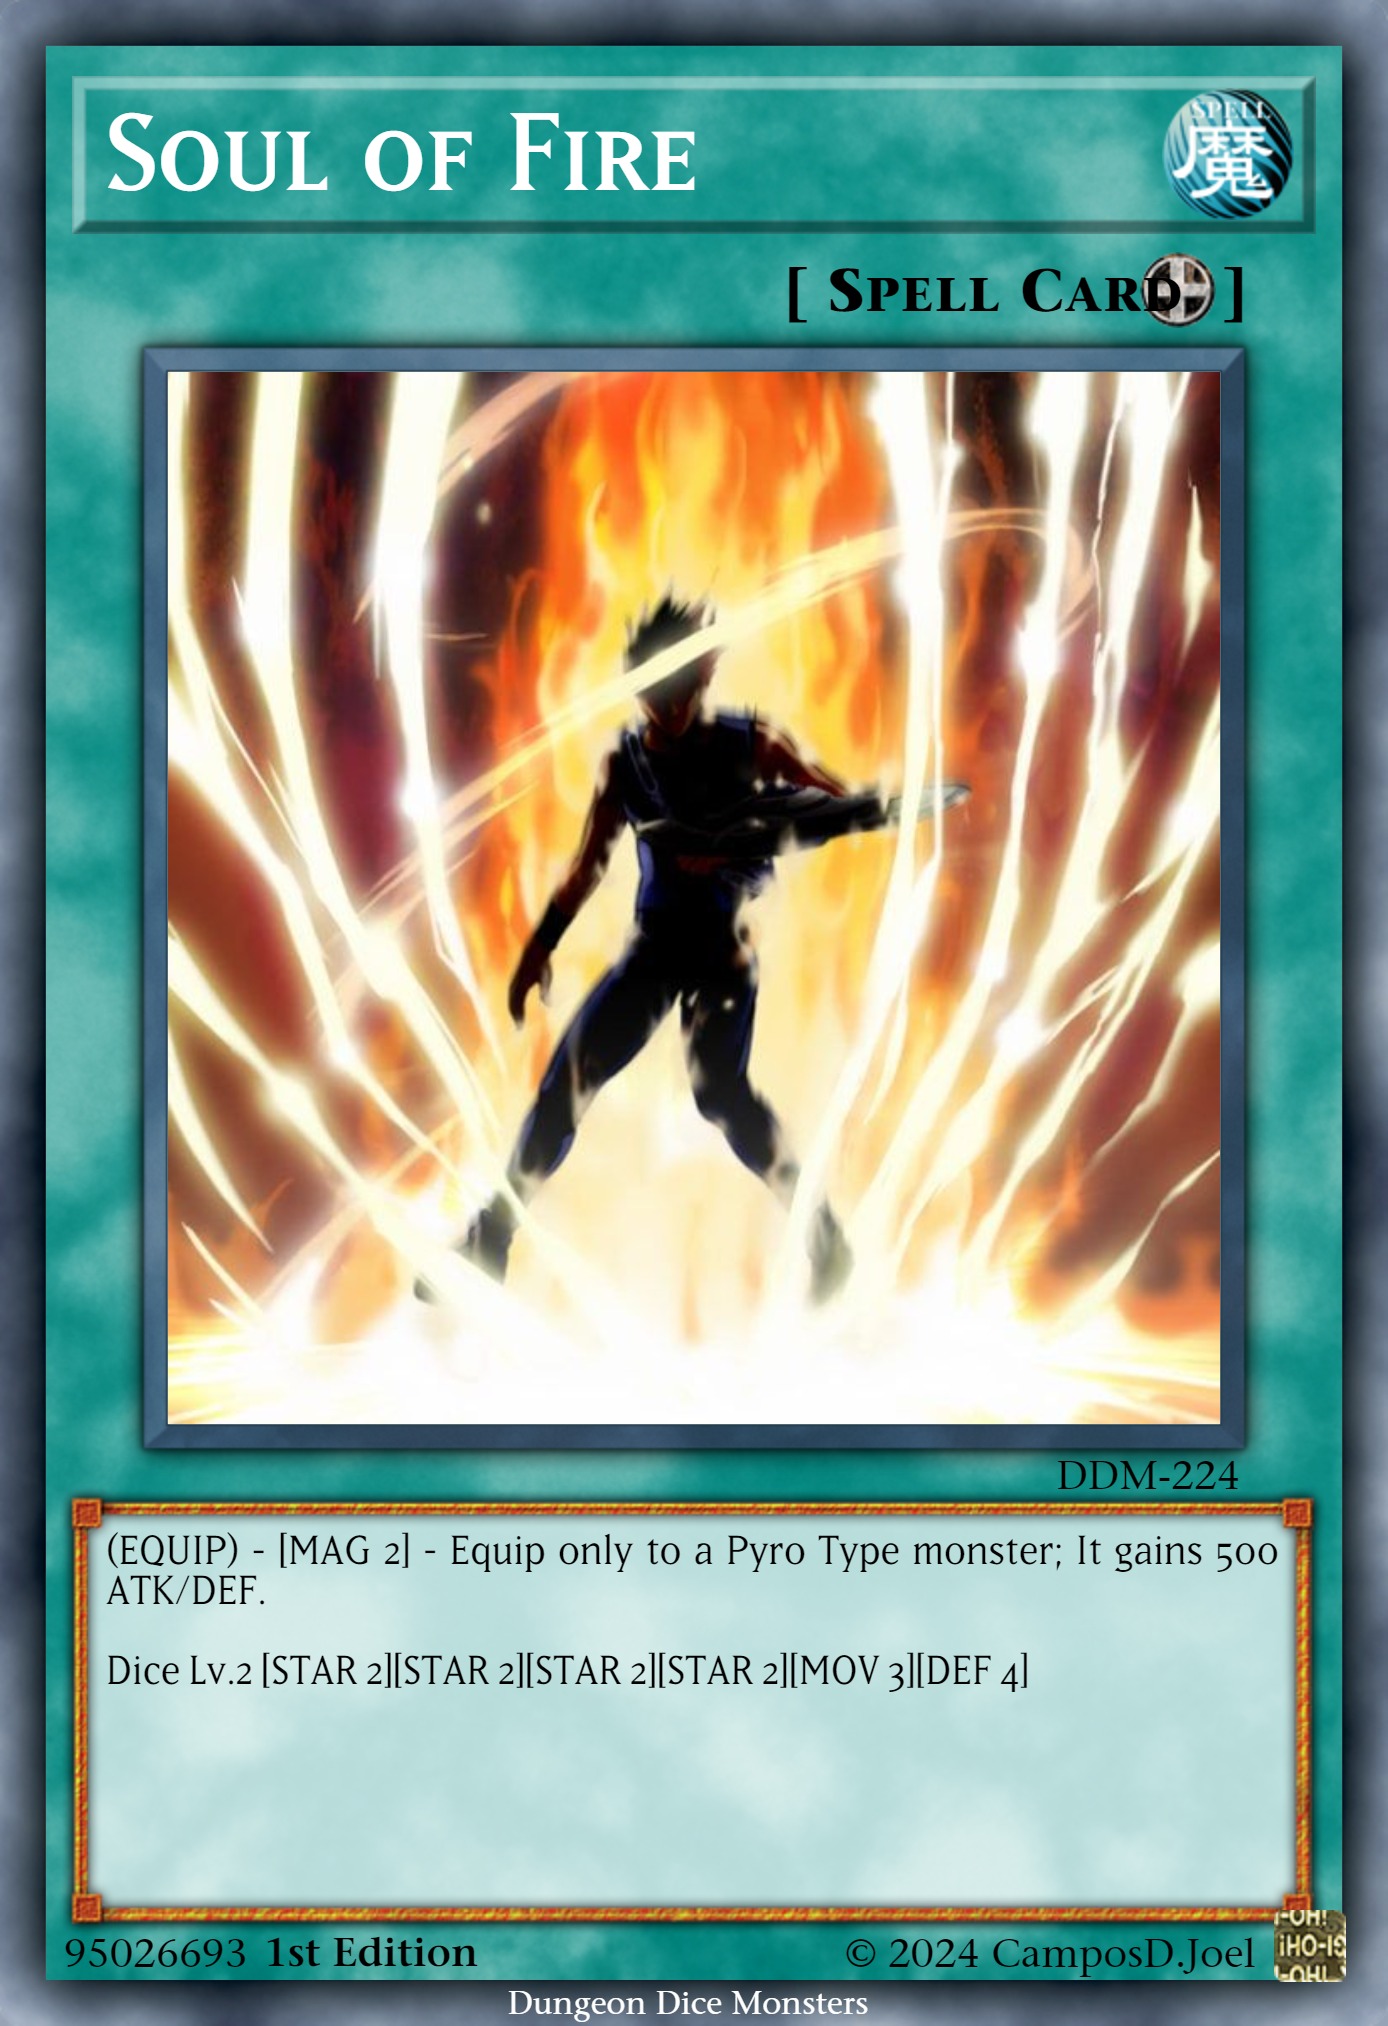 Soul of Fire
SPELL
魔
[ Spell Card ]
DDM-224
(EQUIP) - [MAG 2] - Equip only to a Pyro Type monster; It gains 500
ATK/DEF.
Dice Lv.2 [STAR 2][STAR 2][STAR 2][STAR 2][MOV 3][DEF 4]
95026693 1st Edition
© 2024 CamposD.Joel
Dungeon Dice Monsters